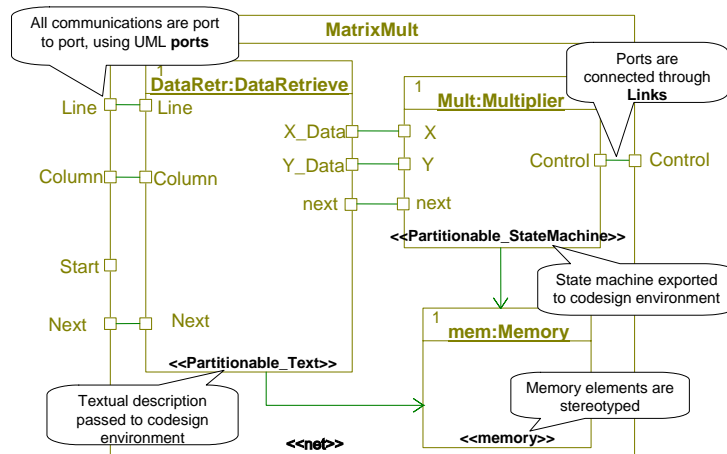 All communications are port
to port, using UML ports
MatrixMult
Ports are
connected through
Links
1
DataRetr:DataRetrieve
1
Mult:Multiplier
Line
Line
X_Data
X
Y_Data
Y
Control
Control
Column
Column
next
next
<<Partitionable_StateMachine>>
Start
State machine exported
to codesign environment
Next
Next
1
mem:Memory
<<Partitionable_Text>>
Textual description
passed to codesign
environment
Memory elements are
stereotyped
<<net>>
<<memory>>